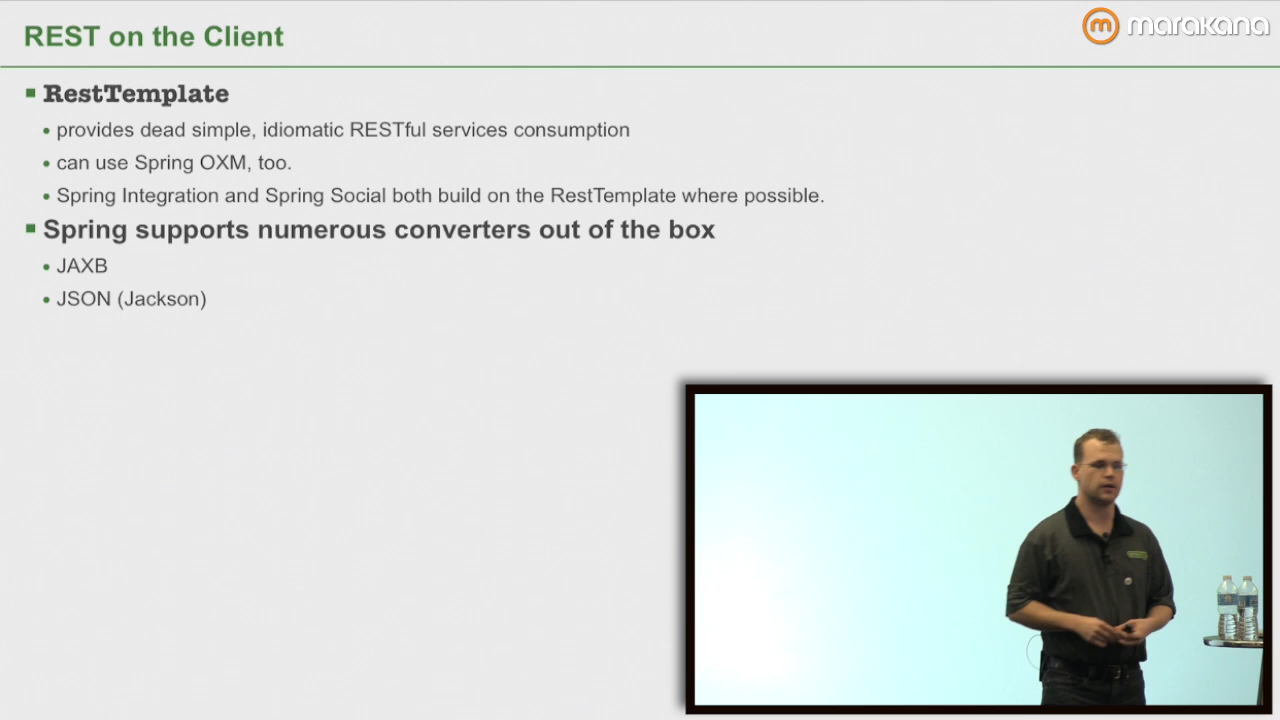 REST on the Client
marakana
RestTemplate
provides dead simple, idiomatic RESTful services consumption
can use Spring OXM, too.
Spring Integration and Spring Social both build on the RestTemplate where possible.
Spring supports numerous converters out of the box
JAXB
JSON (Jackson)